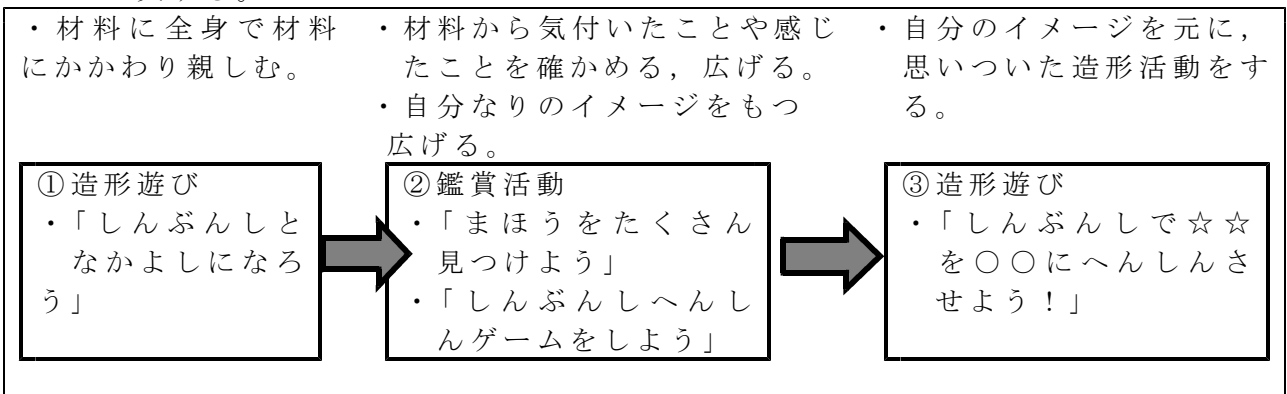 ・材料に全身で材料
にかかわり親しむ。
・材料から気付いたことや感じ
たことを確かめる，広げる。
・自分なりのイメージをもつ
広げる。
・自分のイメージを元に，
思いついた造形活動をす
る。
①造形遊び
・「しんぶんしと
なかよしになろ
う」
②鑑賞活動
・「まほうをたくさん
見つけよう」
・「しんぶんしへんし
んゲームをしよう」
③造形遊び
・「しんぶんしで☆☆
を○○にへんしんさ
せよう！」